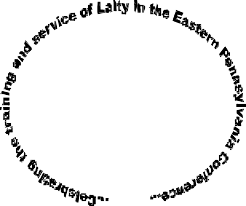 ...Celebrating the training and service of Laity in the Eastern Pennsylvania Conference...